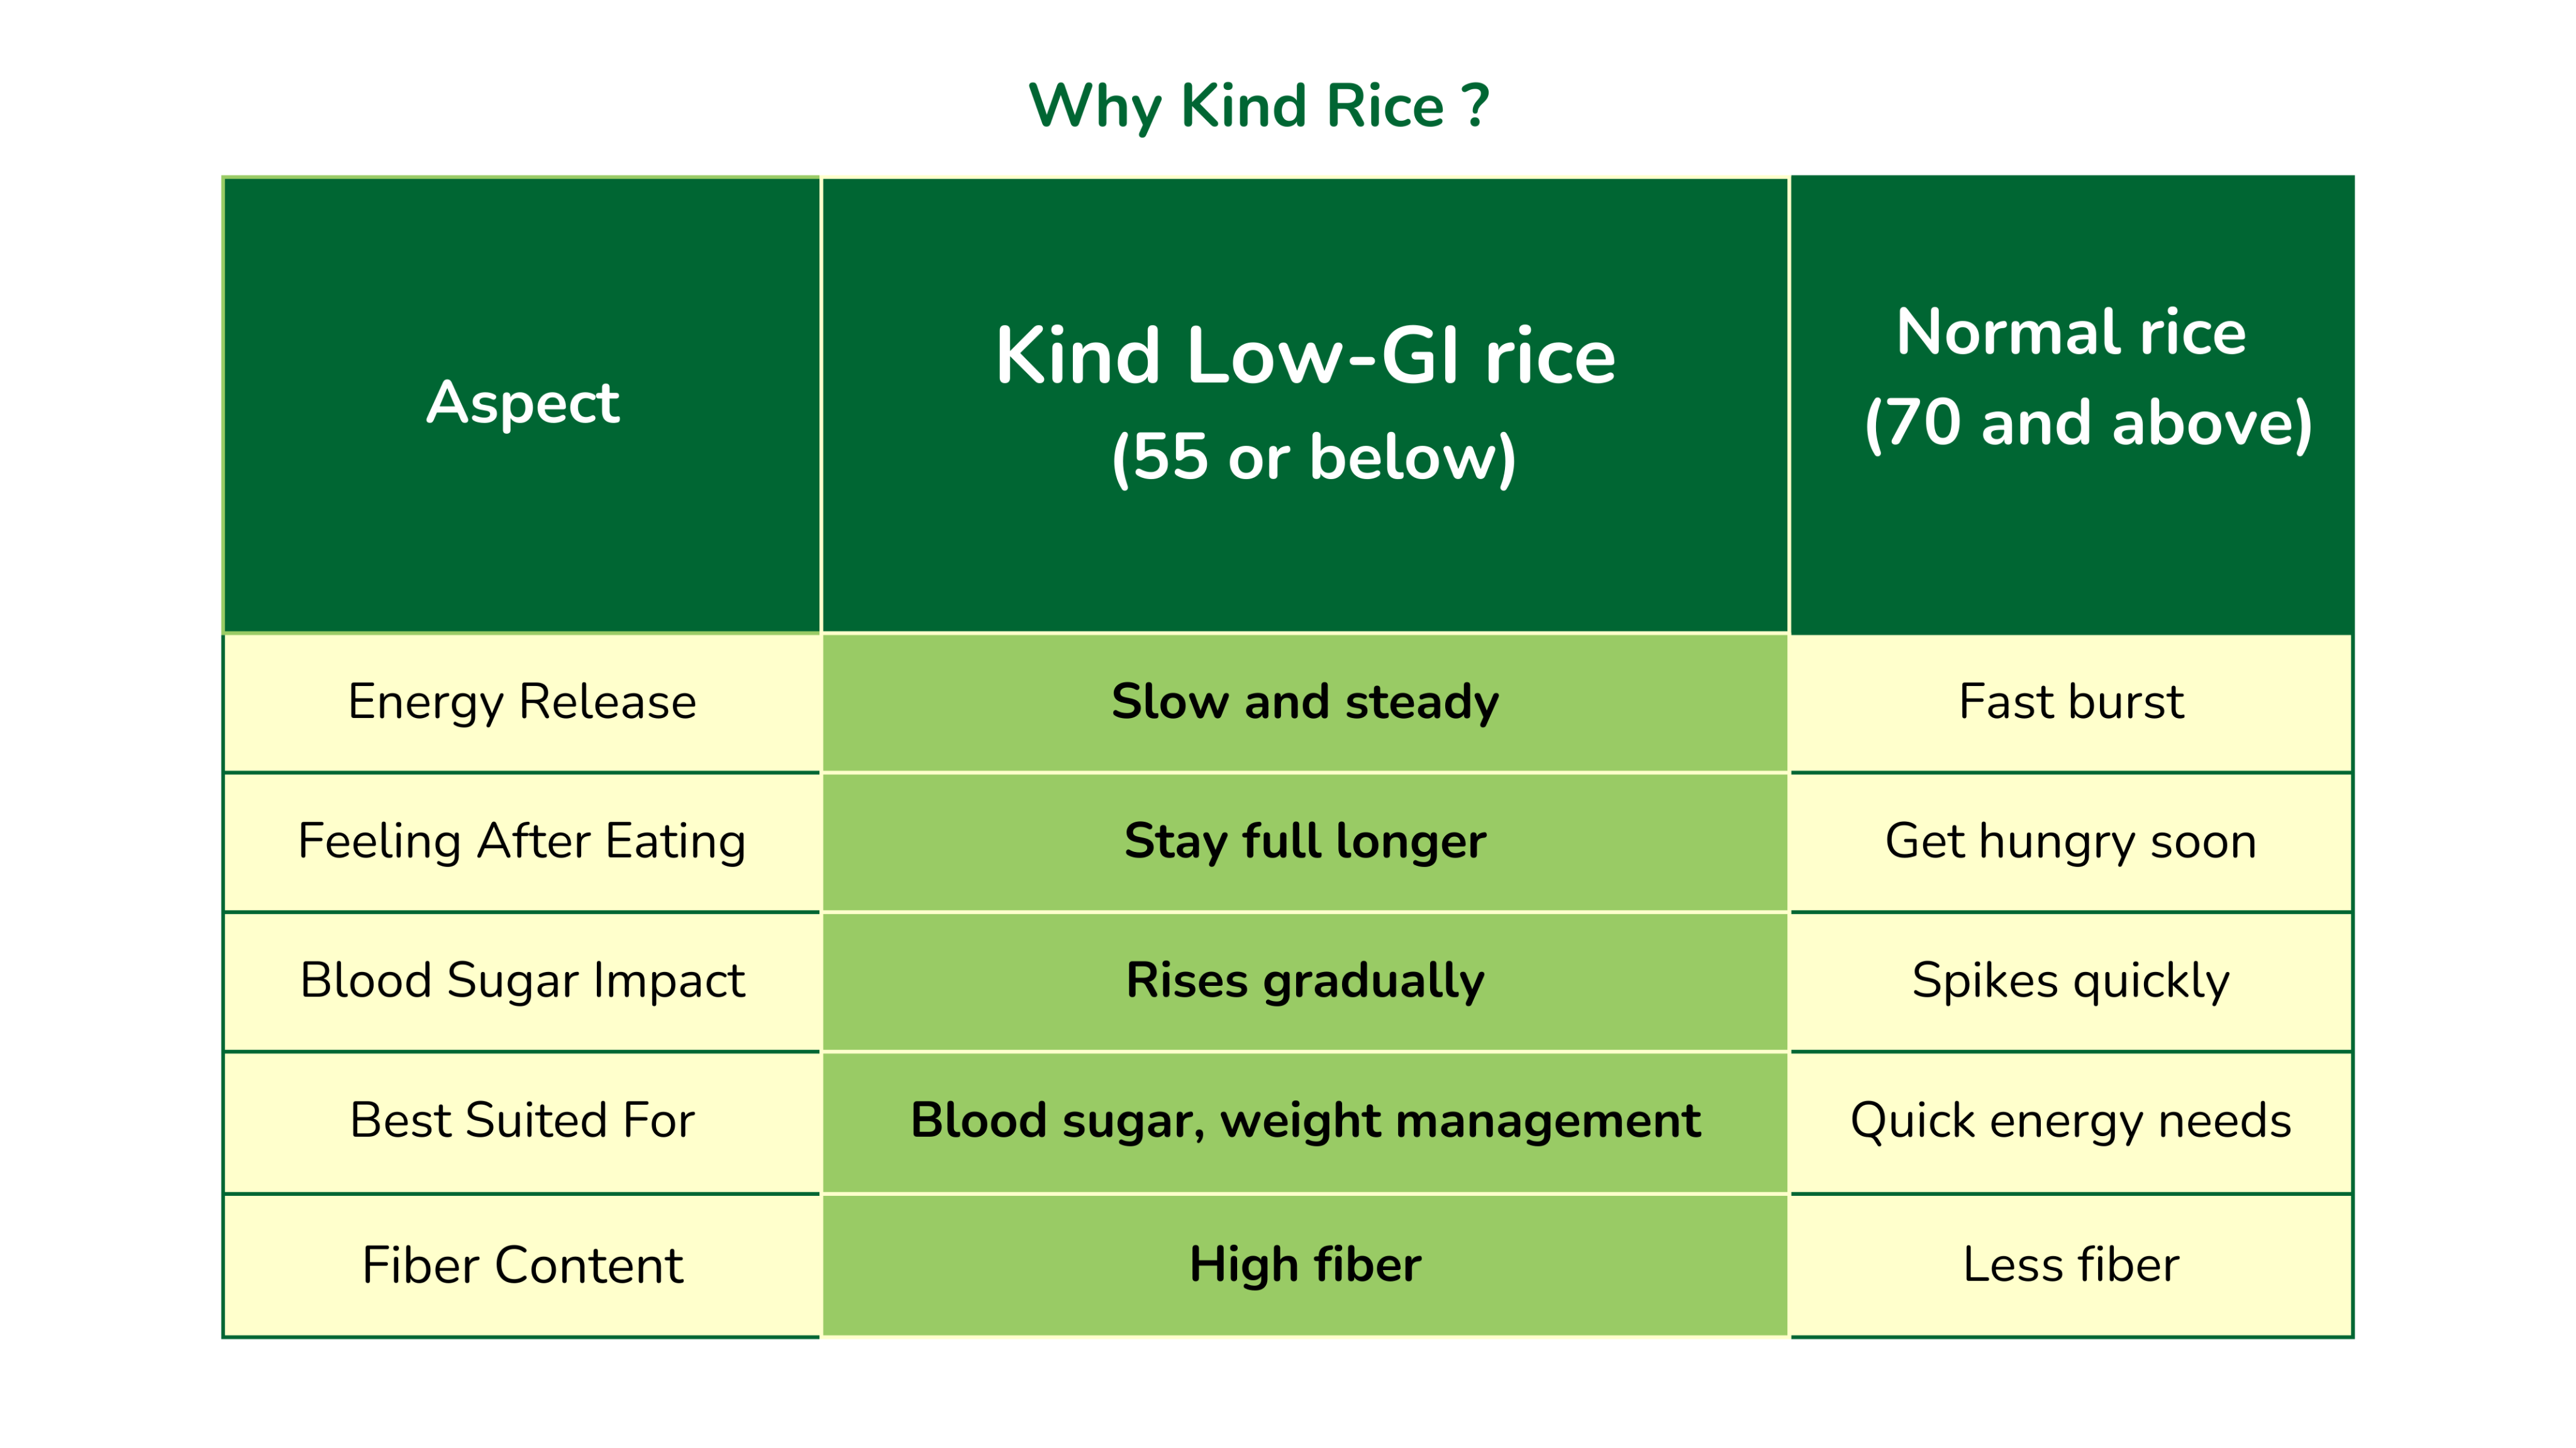 Why Kind Rice ?
Aspect
Kind Low-GI rice
(55 or below)
Normal rice
(70 and above)
Energy Release
Slow and steady
Fast burst
Feeling After Eating
Stay full longer
Get hungry soon
Blood Sugar Impact
Rises gradually
Spikes quickly
Best Suited For
Blood sugar, weight management
Quick energy needs
Fiber Content
High fiber
Less fiber